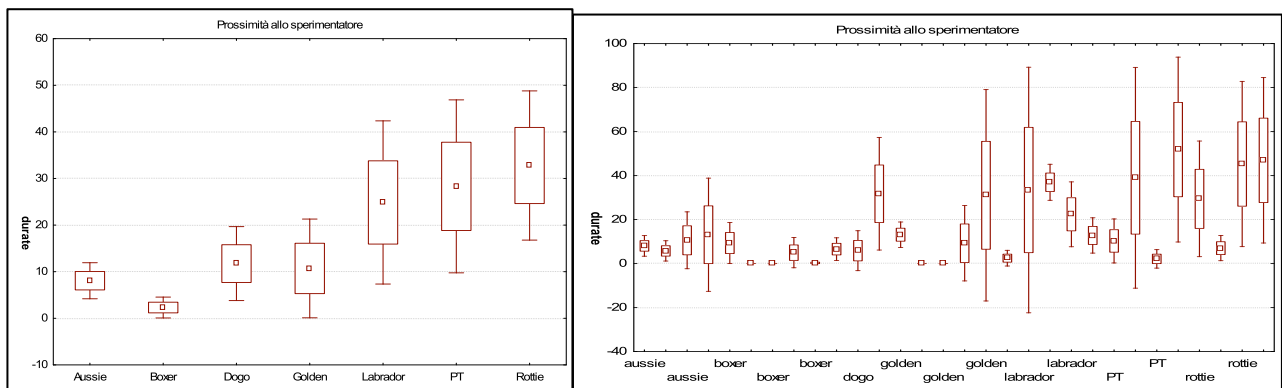 Prossimità allo sperimentatore
60
50
40
30
20
10
0
-10
durate
Aussie Boxer Dogo Golden Labrador PT Rottie
Prossimità allo sperimentatore
100
80
60
40
20
0
-20
-40
durate
aussie boxer boxer golden golden labrador PT rottie
aussie boxer dogo golden labrador PT rottie